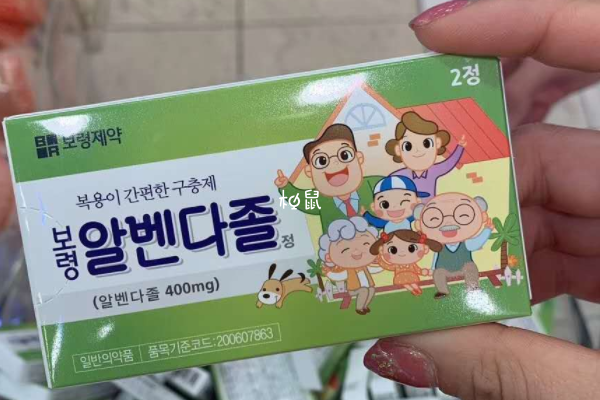 보령제약
2정
복용이 간편한 구충제
보령 알벤다졸 정
(알벤다졸 400mg)
일반의약품 품목기준코드: 200607863
松鼠